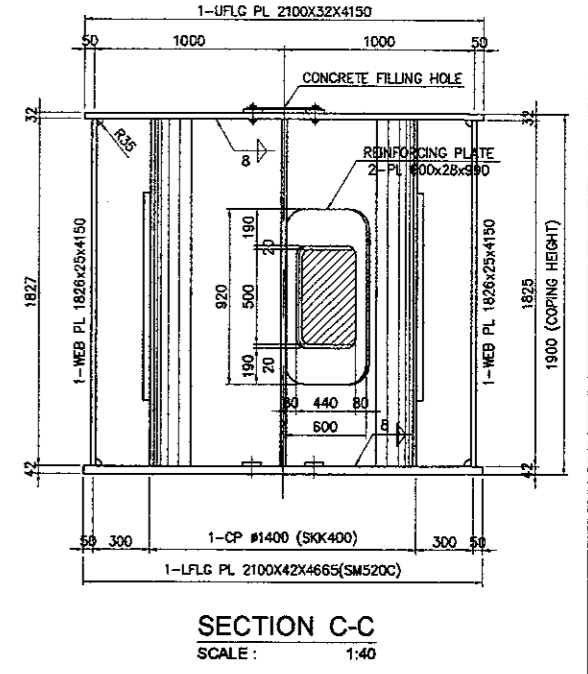 1-UFLG PL 2100X32X4150
50 1000 1000 50
CONCRETE FILLING HOLE
32
32
R35
8
REINFORCING PLATE
2-PL 600x28x990
1-WEB PL 1826x25x4150
1827
920
190
20
500
20
190
1-WEB PL 1826x25x4150
1825
1900 (COPING HEIGHT)
80 440 80
600
8
42
42
50 300 1-CP ø1400 (SKK400) 300 50
1-LFLG PL 2100X42X4665(SM520C)
SECTION C-C
SCALE : 1:40